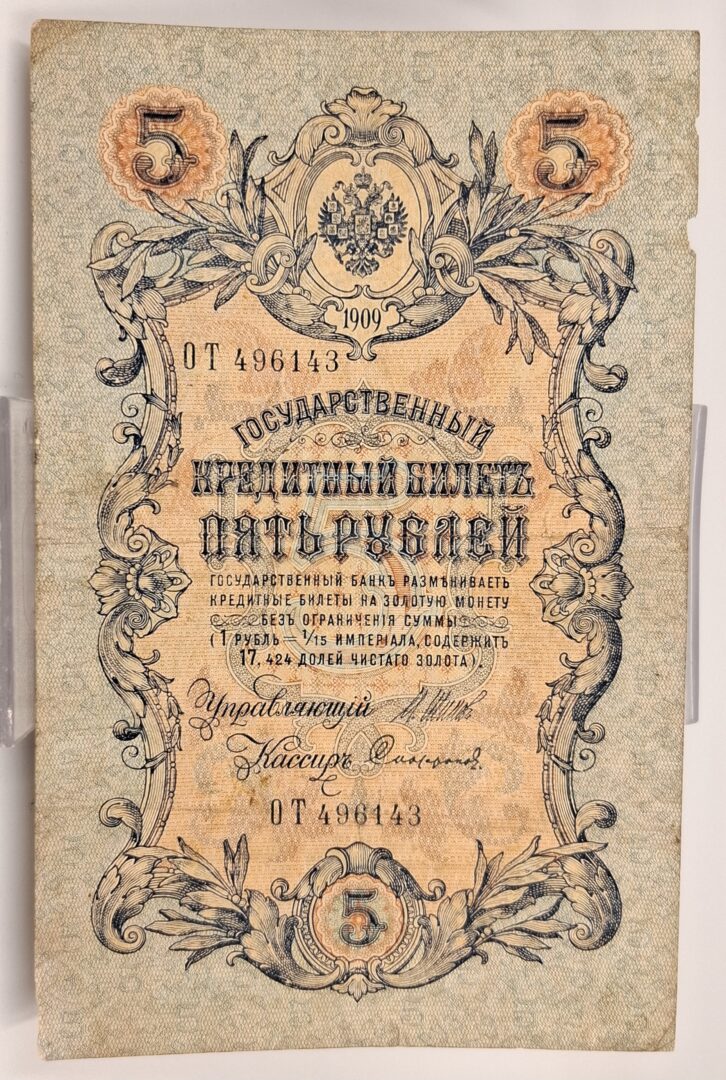 5 5
1909
ОТ 496143
ГОСУДАРСТВЕННЫЙ
КРЕДИТНЫЙ БИЛЕТЪ
ПЯТЬ РУБЛЕЙ
ГОСУДАРСТВЕННЫЙ БАНКЪ РАЗМѢНИВАЕТЪ
КРЕДИТНЫЕ БИЛЕТЫ НА ЗОЛОТУЮ МОНЕТУ
БЕЗЪ ОГРАНИЧЕНІЯ СУММЫ
(1 РУБЛЬ = 1/15 ИМПЕРІАЛА, СОДЕРЖИТЪ
17,424 ДОЛЕЙ ЧИСТАГО ЗОЛОТА).
Управляющій
Кассиръ
ОТ 496143
5